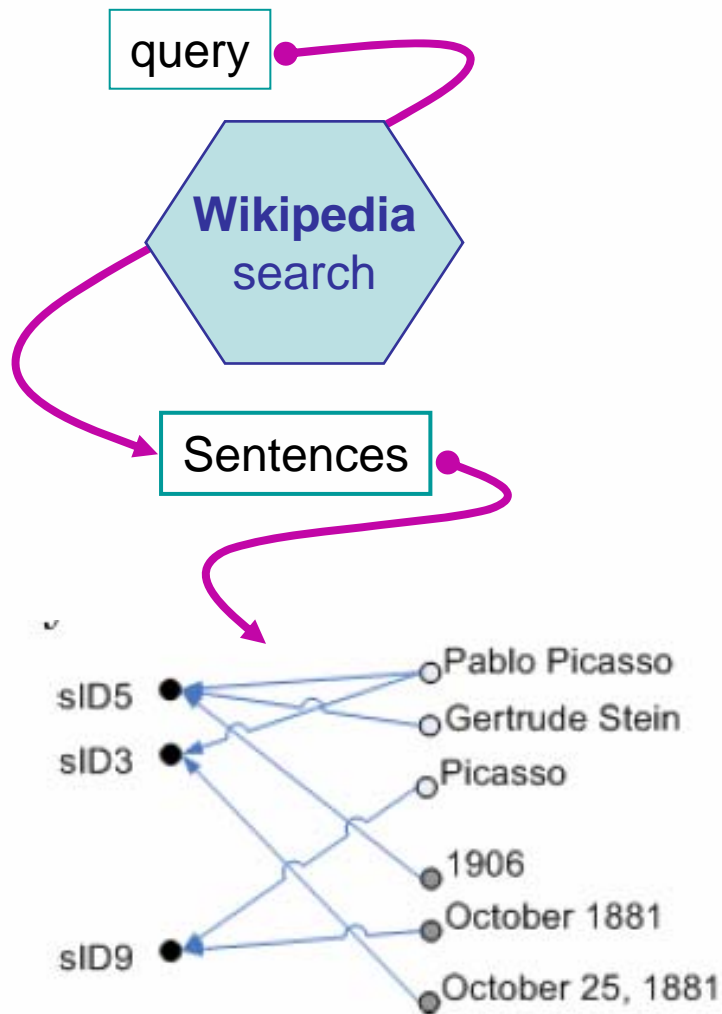 query
Wikipedia
search
Sentences
sID5
Pablo Picasso
Gertrude Stein
sID3
Picasso
1906
October 1881
sID9
October 25, 1881